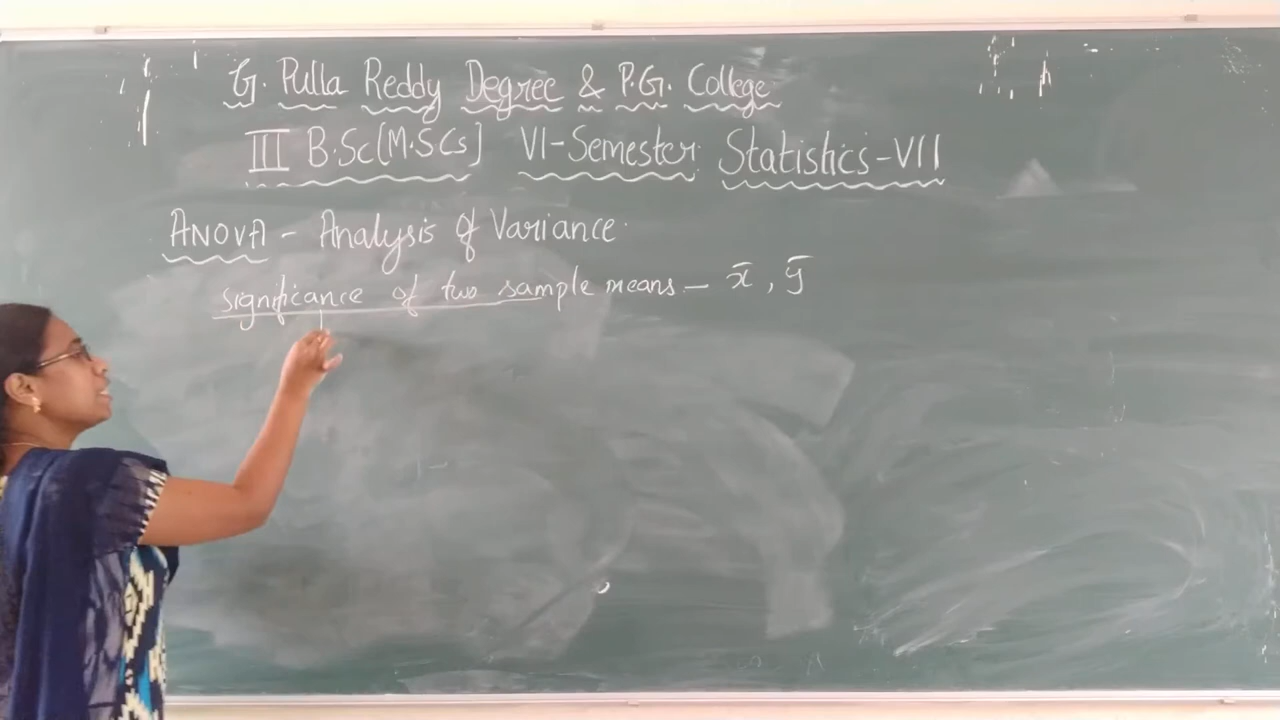 G. Pulla Reddy Degree & P.G. College
III B.Sc(M.SCs) VI-Semester Statistics-VII
ANOVA - Analysis of Variance.
Significance of two sample means - x̄, ȳ